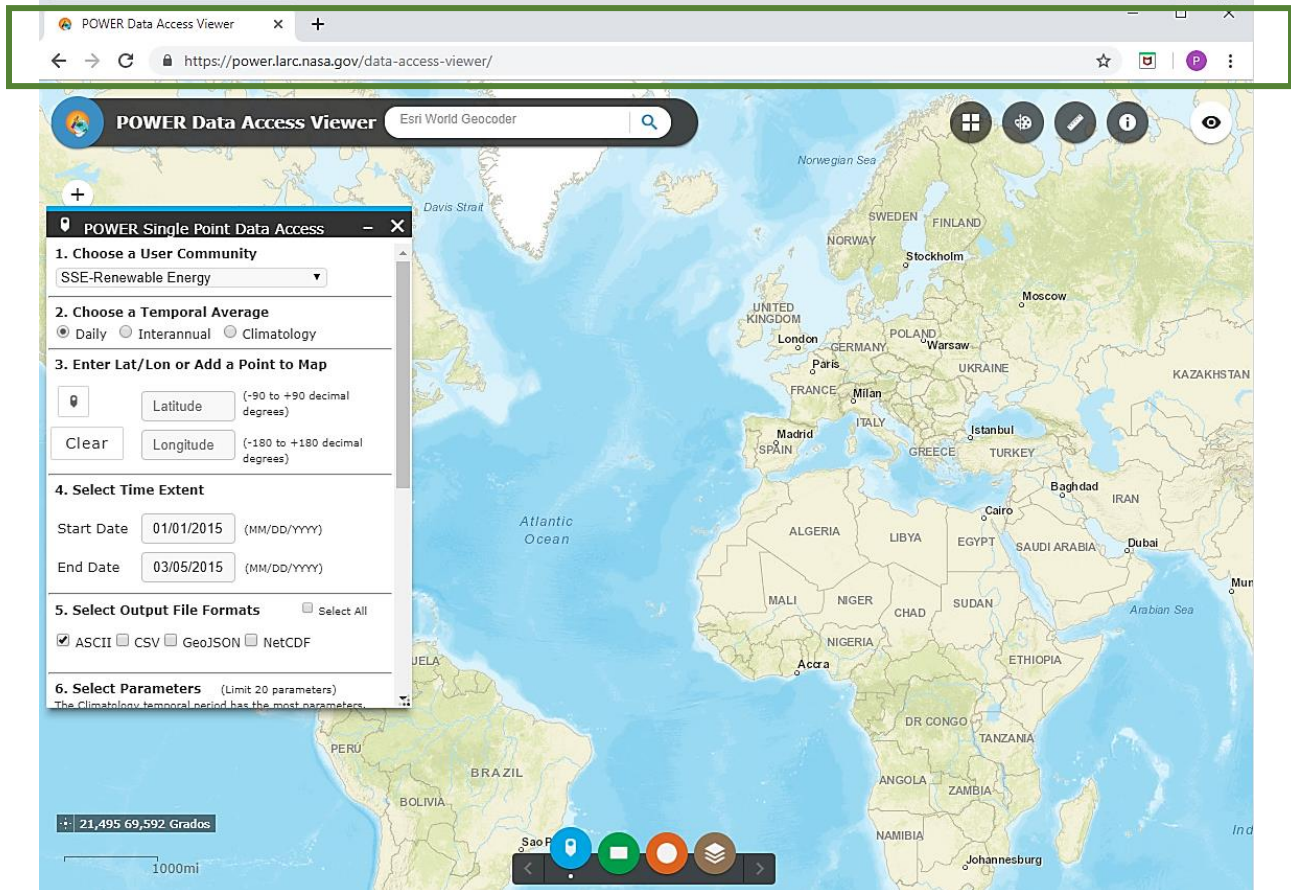 POWER Data Access Viewer
https://power.larc.nasa.gov/data-access-viewer/
P
POWER Data Access Viewer
Esri World Geocoder
+
POWER Single Point Data Access
1. Choose a User Community
SSE-Renewable Energy
2. Choose a Temporal Average
Daily Interannual Climatology
3. Enter Lat/Lon or Add a Point to Map
Latitude (-90 to +90 decimal
degrees)
Clear Longitude (-180 to +180 decimal
degrees)
4. Select Time Extent
Start Date 01/01/2015 (MM/DD/YYYY)
End Date 03/05/2015 (MM/DD/YYYY)
5. Select Output File Formats Select All
ASCII CSV GeoJSON NetCDF
6. Select Parameters (Limit 20 parameters)
The Climatology temporal period has the most parameters.
Norwegian Sea
Davis Strait
SWEDEN
FINLAND
NORWAY
Stockholm
Moscow
UNITED
KINGDOM
London
POLAND
GERMANY
Warsaw
Paris
UKRAINE
KAZAKHSTAN
FRANCE
Milan
ITALY
Madrid
SPAIN
Istanbul
GREECE
TURKEY
Baghdad
IRAN
Cairo
Atlantic
Ocean
ALGERIA
LIBYA
EGYPT
SAUDI ARABIA
Dubai
Mun
MALI
NIGER
CHAD
SUDAN
Arabian Sea
NIGERIA
Accra
ETHIOPIA
UELA
DR CONGO
TANZANIA
PERU
BRAZIL
ANGOLA
ZAMBIA
BOLIVIA
NAMIBIA
Ind
Sao P
Johannesburg
21,495 69,592 Grados
1000mi